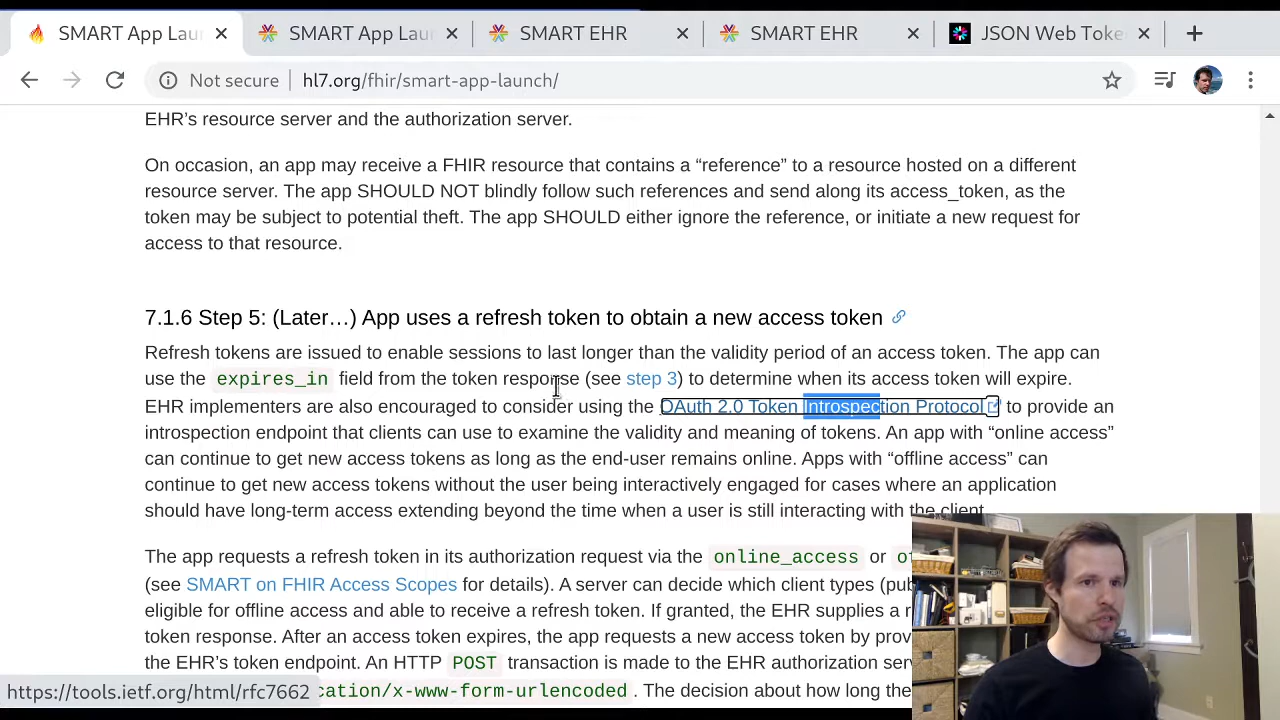 SMART App Lau
SMART App Lau
SMART EHR
SMART EHR
JSON Web Toke
Not secure
hl7.org/fhir/smart-app-launch/
EHR's resource server and the authorization server.
On occasion, an app may receive a FHIR resource that contains a “reference” to a resource hosted on a different
resource server. The app SHOULD NOT blindly follow such references and send along its access_token, as the
token may be subject to potential theft. The app SHOULD either ignore the reference, or initiate a new request for
access to that resource.
7.1.6 Step 5: (Later…) App uses a refresh token to obtain a new access token
Refresh tokens are issued to enable sessions to last longer than the validity period of an access token. The app can
use the expires_in field from the token response (see step 3) to determine when its access token will expire.
EHR implementers are also encouraged to consider using the OAuth 2.0 Token Introspection Protocol to provide an
introspection endpoint that clients can use to examine the validity and meaning of tokens. An app with “online access”
can continue to get new access tokens as long as the end-user remains online. Apps with “offline access” can
continue to get new access tokens without the user being interactively engaged for cases where an application
should have long-term access extending beyond the time when a user is still interacting with the client.
The app requests a refresh token in its authorization request via the online_access or o
(see SMART on FHIR Access Scopes for details). A server can decide which client types (pub
eligible for offline access and able to receive a refresh token. If granted, the EHR supplies a r
token response. After an access token expires, the app requests a new access token by prov
the EHR's token endpoint. An HTTP POST transaction is made to the EHR authorization serv
https://tools.ietf.org/html/rfc7662 cation/x-www-form-urlencoded. The decision about how long the